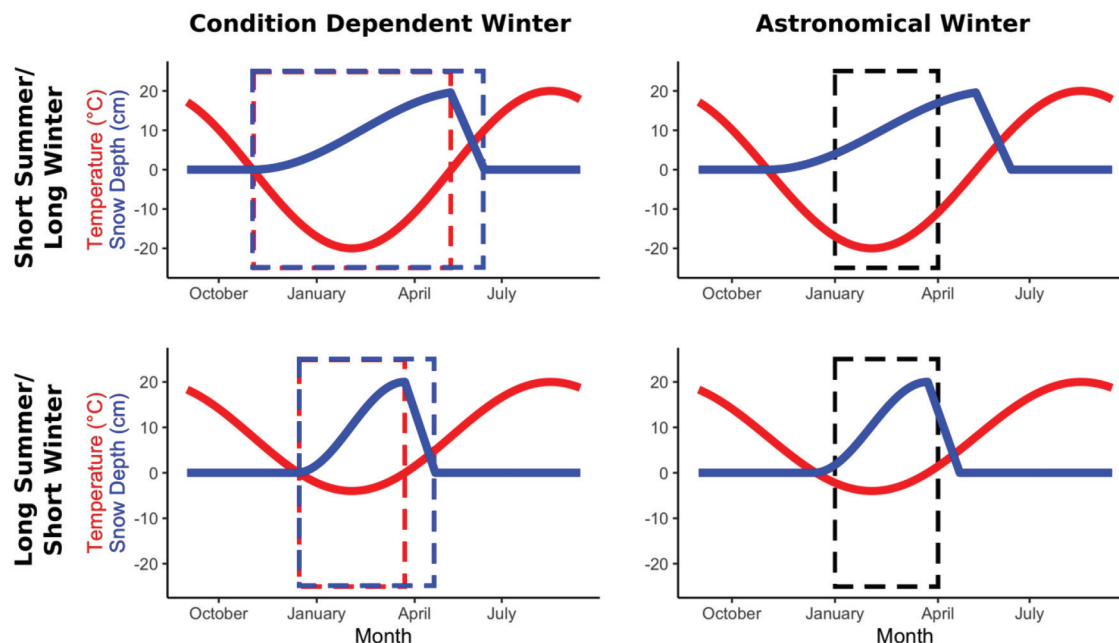 Condition Dependent Winter
Astronomical Winter
Short Summer/
Long Winter
Temperature (°C)
Snow Depth (cm)
20
10
0
-10
-20
October
January
April
July
20
10
0
-10
-20
October
January
April
July
Long Summer/
Short Winter
Temperature (°C)
Snow Depth (cm)
20
10
0
-10
-20
October
January
April
July
Month
20
10
0
-10
-20
October
January
April
July
Month